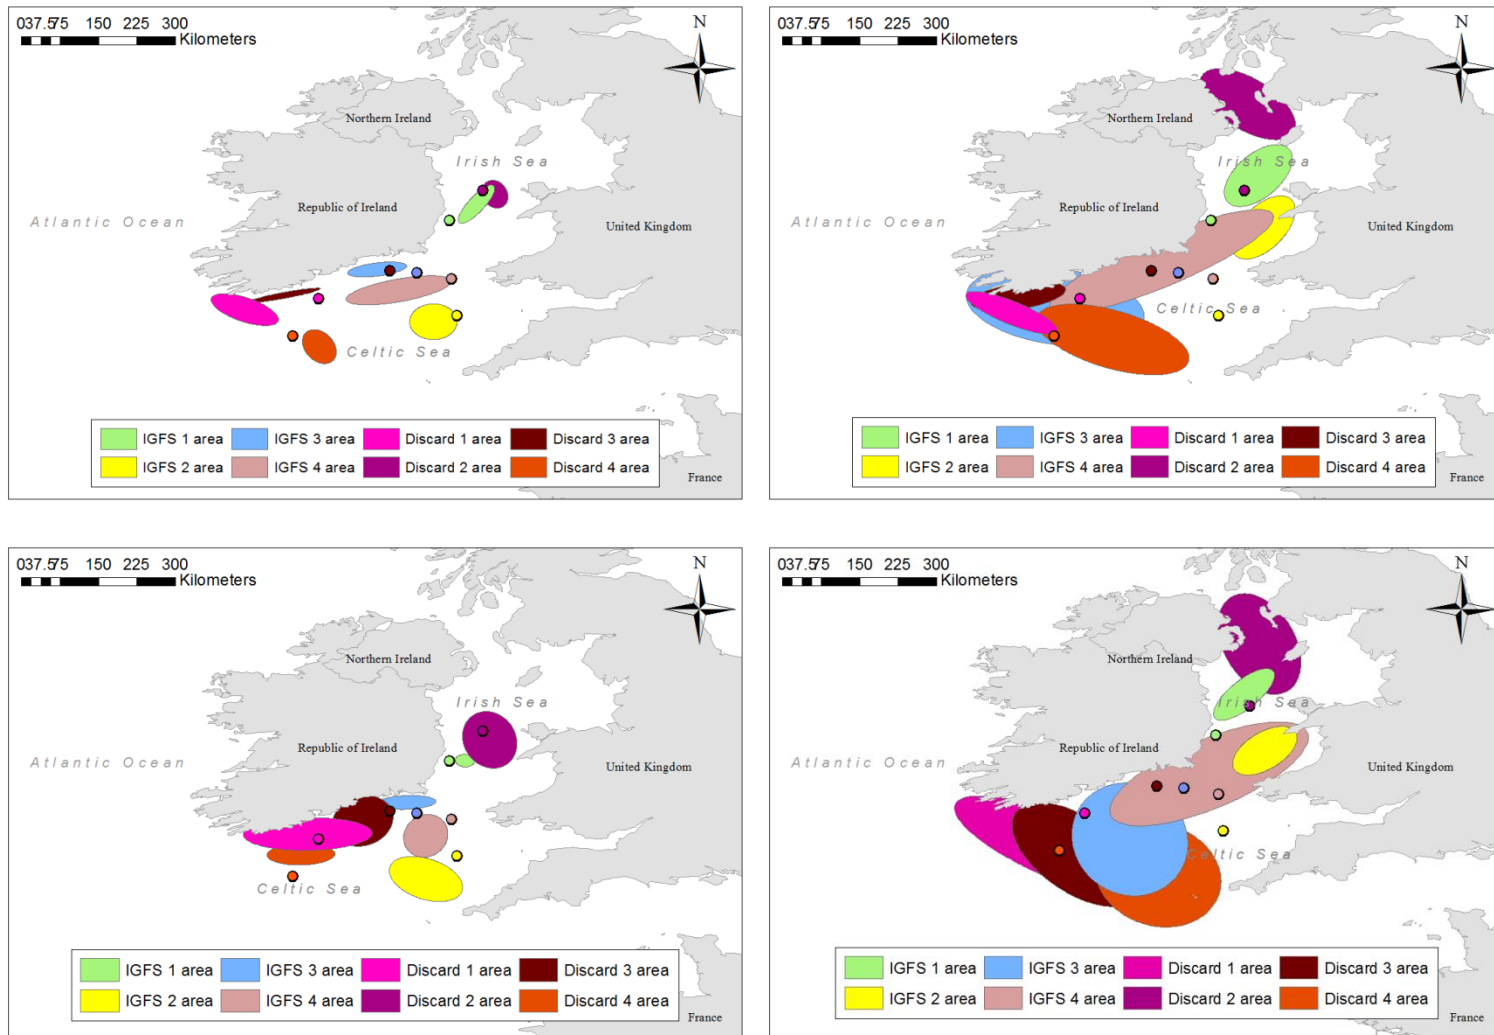 037.575 150 225 300
Kilometers
N
Northern Ireland
Irish Sea
Republic of Ireland
Atlantic Ocean
United Kingdom
Celtic Sea
IGFS 1 area IGFS 3 area Discard 1 area Discard 3 area
IGFS 2 area IGFS 4 area Discard 2 area Discard 4 area
France
037.575 150 225 300
Kilometers
N
Northern Ireland
Irish Sea
Republic of Ireland
Atlantic Ocean
United Kingdom
Celtic Sea
IGFS 1 area IGFS 3 area Discard 1 area Discard 3 area
IGFS 2 area IGFS 4 area Discard 2 area Discard 4 area
France
037.575 150 225 300
Kilometers
N
Northern Ireland
Irish Sea
Republic of Ireland
Atlantic Ocean
United Kingdom
Celtic Sea
IGFS 1 area IGFS 3 area Discard 1 area Discard 3 area
IGFS 2 area IGFS 4 area Discard 2 area Discard 4 area
France
037.575 150 225 300
Kilometers
N
Northern Ireland
Irish Sea
Republic of Ireland
Atlantic Ocean
United Kingdom
Celtic Sea
IGFS 1 area IGFS 3 area Discard 1 area Discard 3 area
IGFS 2 area IGFS 4 area Discard 2 area Discard 4 area
France